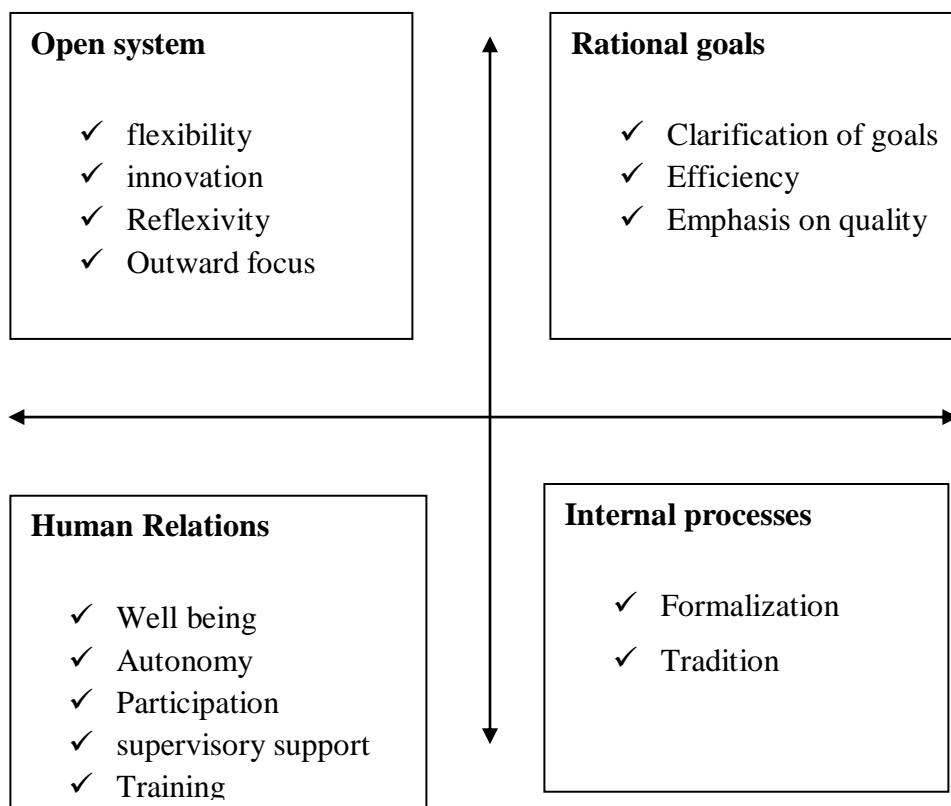 Open system
✓ flexibility
✓ innovation
✓ Reflexivity
✓ Outward focus
Rational goals
✓ Clarification of goals
✓ Efficiency
✓ Emphasis on quality
Human Relations
✓ Well being
✓ Autonomy
✓ Participation
✓ supervisory support
✓ Training
Internal processes
✓ Formalization
✓ Tradition